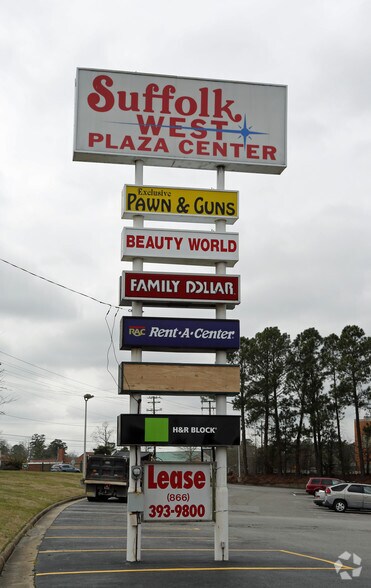 Suffolk
WEST
PLAZA CENTER
Exclusive
PAWN & GUNS
BEAUTY WORLD
FAMILY DOLLAR
RAC Rent-A-Center
H&R BLOCK
Lease
(866)
393-9800